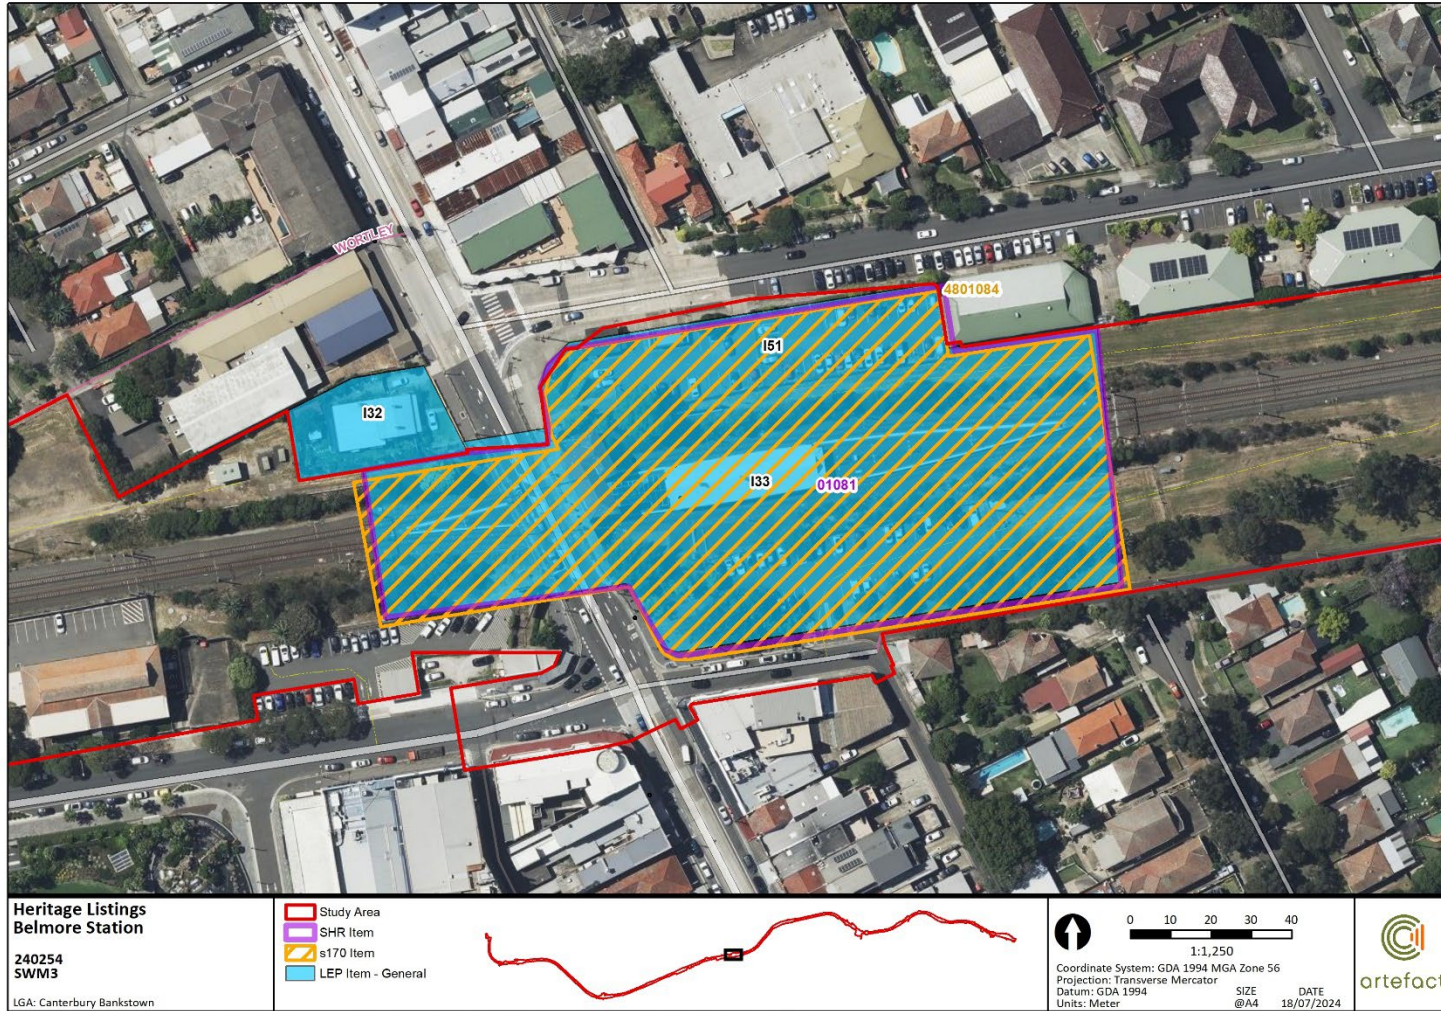 WORTLEY
4801084
I51
I32
I33
01081
Heritage Listings
Belmore Station
240254
SWM3
LGA: Canterbury Bankstown
Study Area
SHR Item
s170 Item
LEP Item - General
0 10 20 30 40
1:1,250
Coordinate System: GDA 1994 MGA Zone 56
Projection: Transverse Mercator
Datum: GDA 1994
Units: Meter
SIZE
@A4
DATE
18/07/2024
artefact